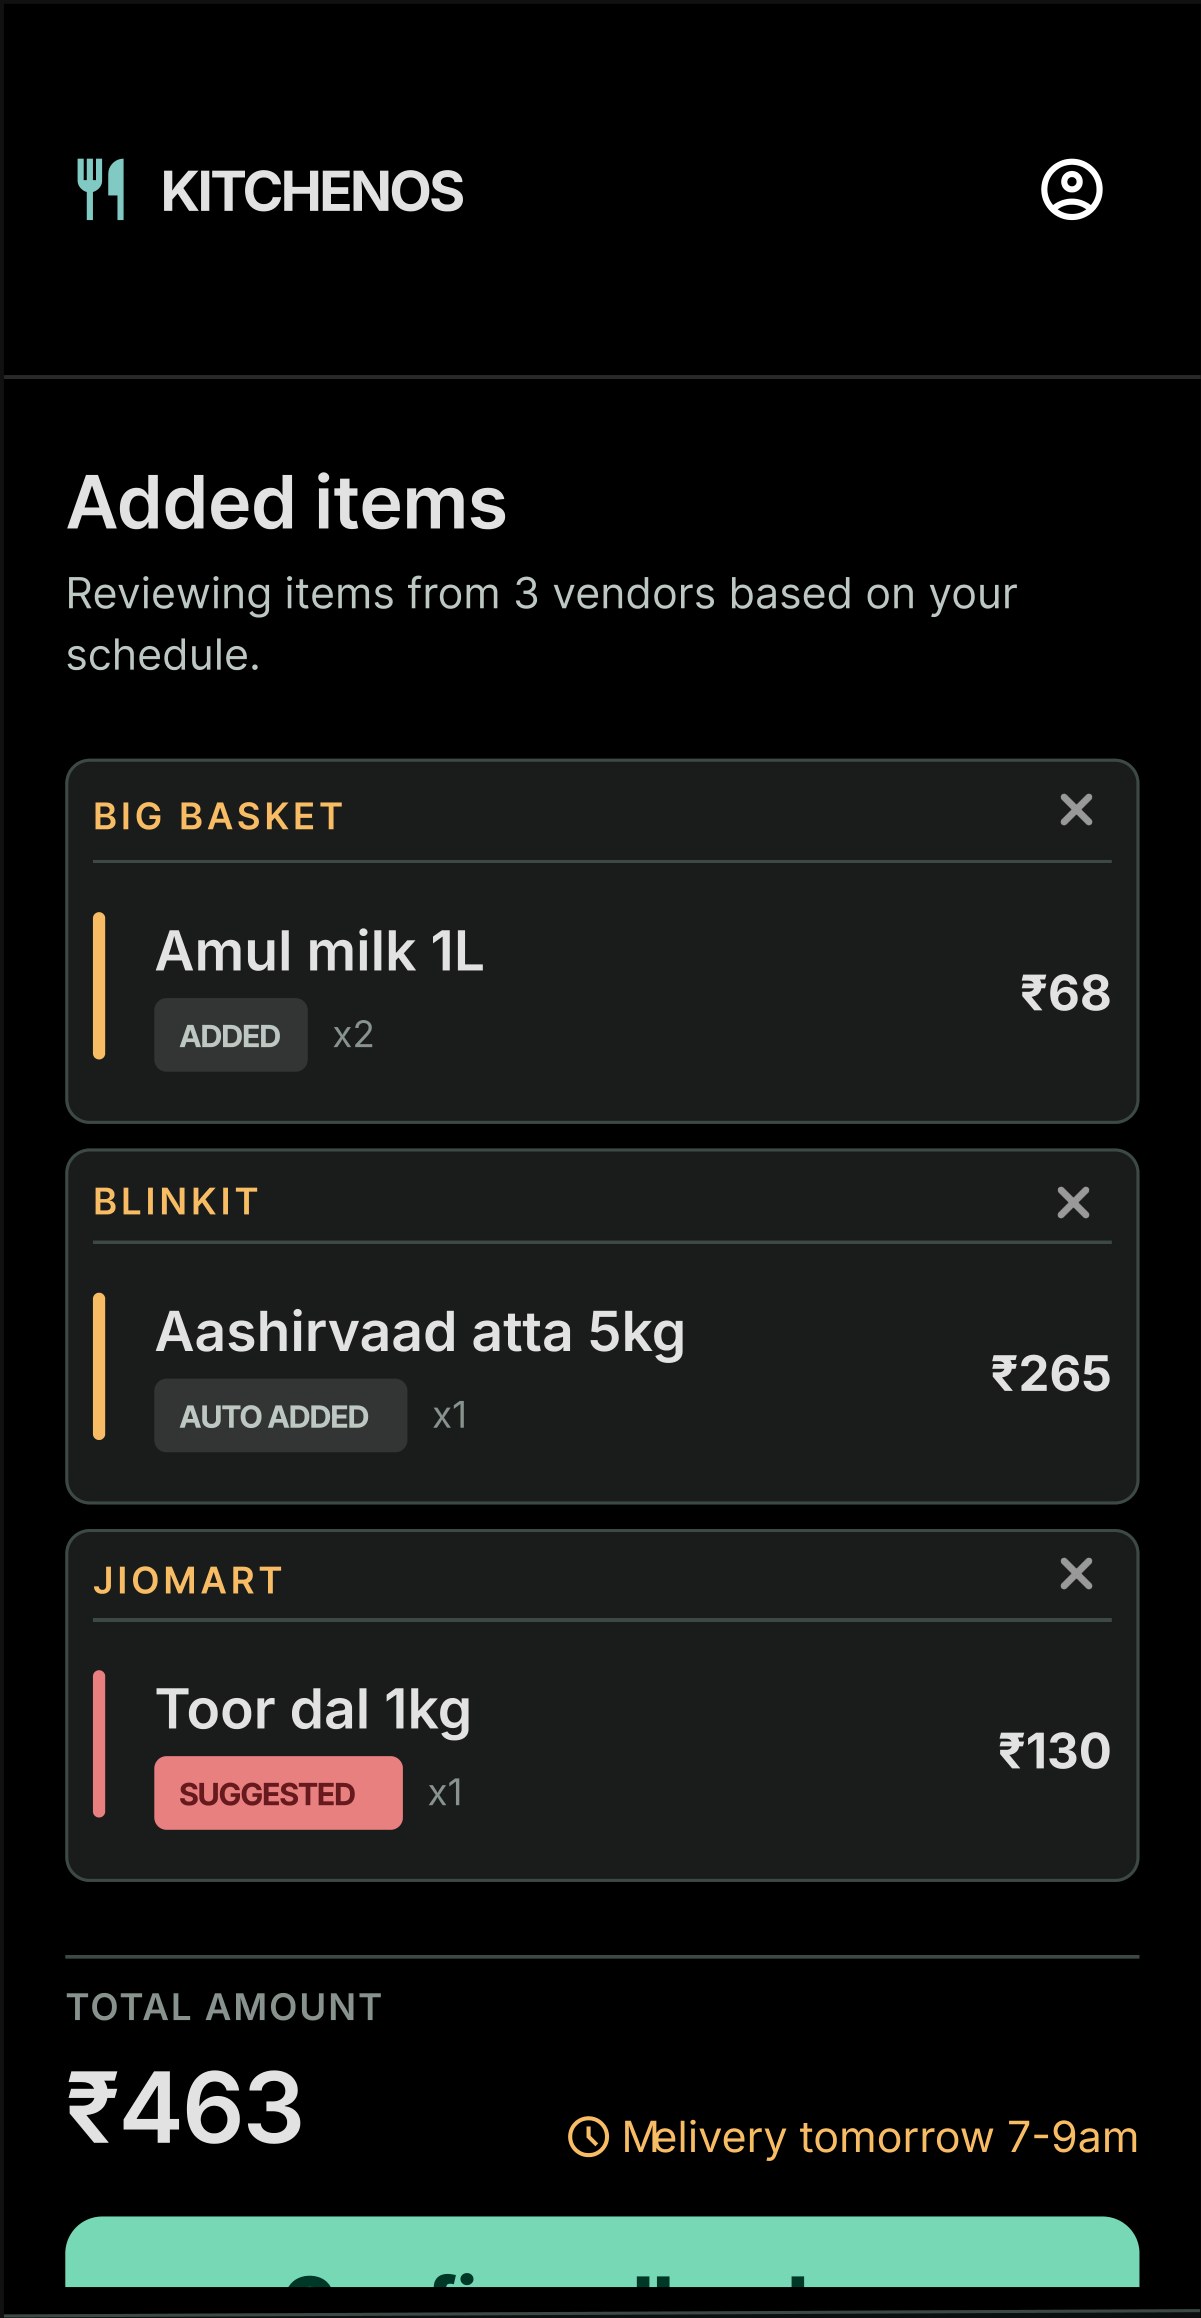 KITCHENOS
Added items
Reviewing items from 3 vendors based on your
schedule.
BIG BASKET
Amul milk 1L
ADDED x2
₹68
BLINKIT
Aashirvaad atta 5kg
AUTO ADDED x1
₹265
JIOMART
Toor dal 1kg
SUGGESTED x1
₹130
TOTAL AMOUNT
₹463
Melivery tomorrow 7-9am